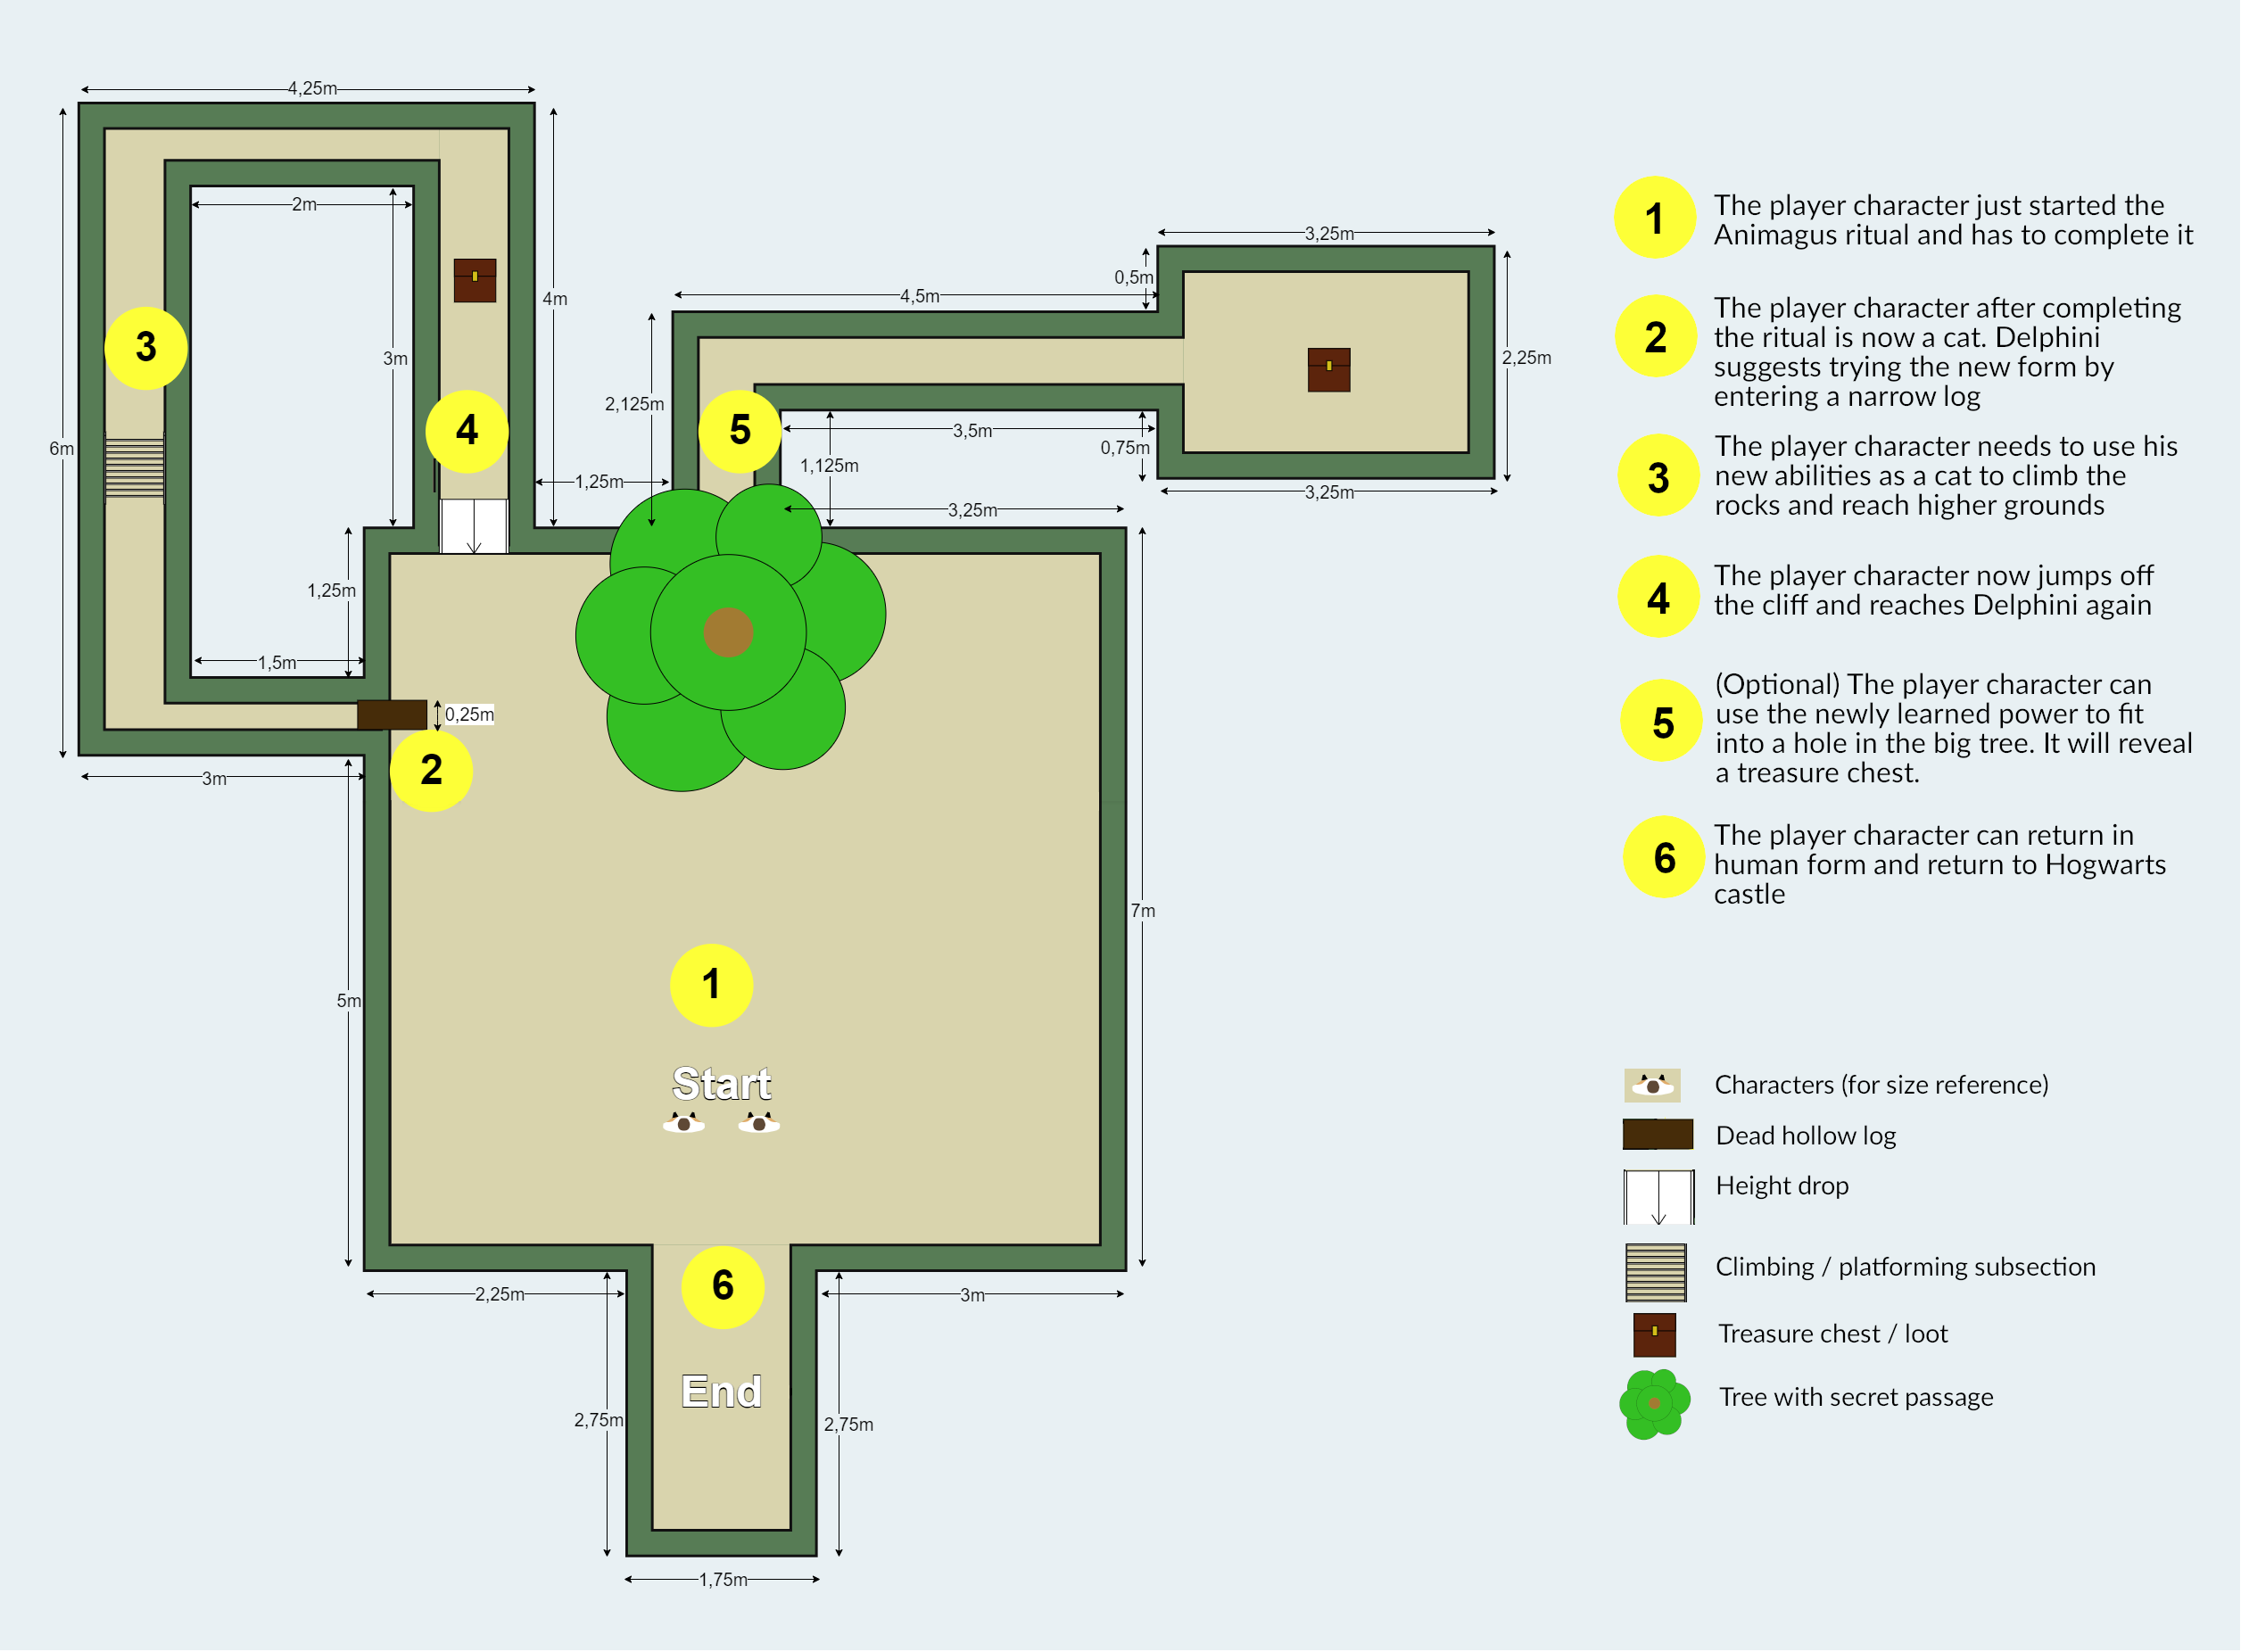 4,25m
2m
6m
3m
4m
3
4
1,25m
1,5m
0,25m
2
3m
5m
1,25m
2,125m
4,5m
0,5m
3,25m
2,25m
3,25m
0,75m
3,5m
1,125m
3,25m
5
7m
1
Start
6
End
2,25m
3m
2,75m
2,75m
1,75m
1
The player character just started the
Animagus ritual and has to complete it
2
The player character after completing
the ritual is now a cat. Delphini
suggests trying the new form by
entering a narrow log
3
The player character needs to use his
new abilities as a cat to climb the
rocks and reach higher grounds
4
The player character now jumps off
the cliff and reaches Delphini again
5
(Optional) The player character can
use the newly learned power to fit
into a hole in the big tree. It will reveal
a treasure chest.
6
The player character can return in
human form and return to Hogwarts
castle
Characters (for size reference)
Dead hollow log
Height drop
Climbing / platforming subsection
Treasure chest / loot
Tree with secret passage